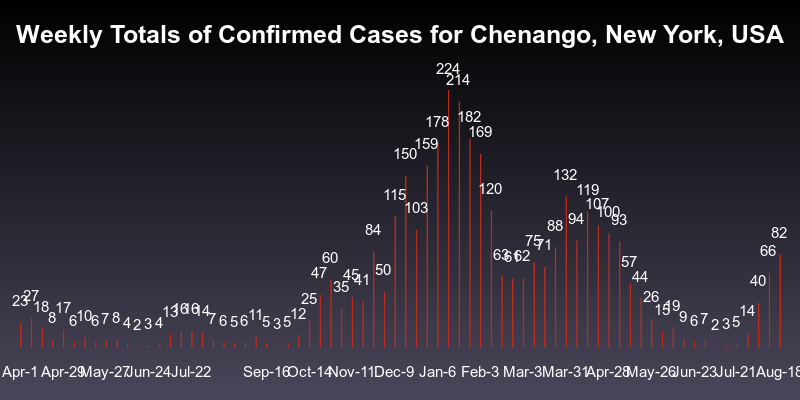 Weekly Totals of Confirmed Cases for Chenango, New York, USA
23 27 18 8 17 6 10 6 7 8 4 2 3 4 13 16 16 14 7 6 5 6 11 5 3 5 12 25 47 60 35 45 41 84 50 115 150 103 159 178 224 214 182 169 120 63 61 62 75 71 88 132 94 119 107 100 93 57 44 26 15 19 9 6 7 2 3 5 14 40 66 82
Apr-1 Apr-29 May-27 Jun-24 Jul-22 Sep-16 Oct-14 Nov-11 Dec-9 Jan-6 Feb-3 Mar-3 Mar-31 Apr-28 May-26 Jun-23 Jul-21 Aug-18